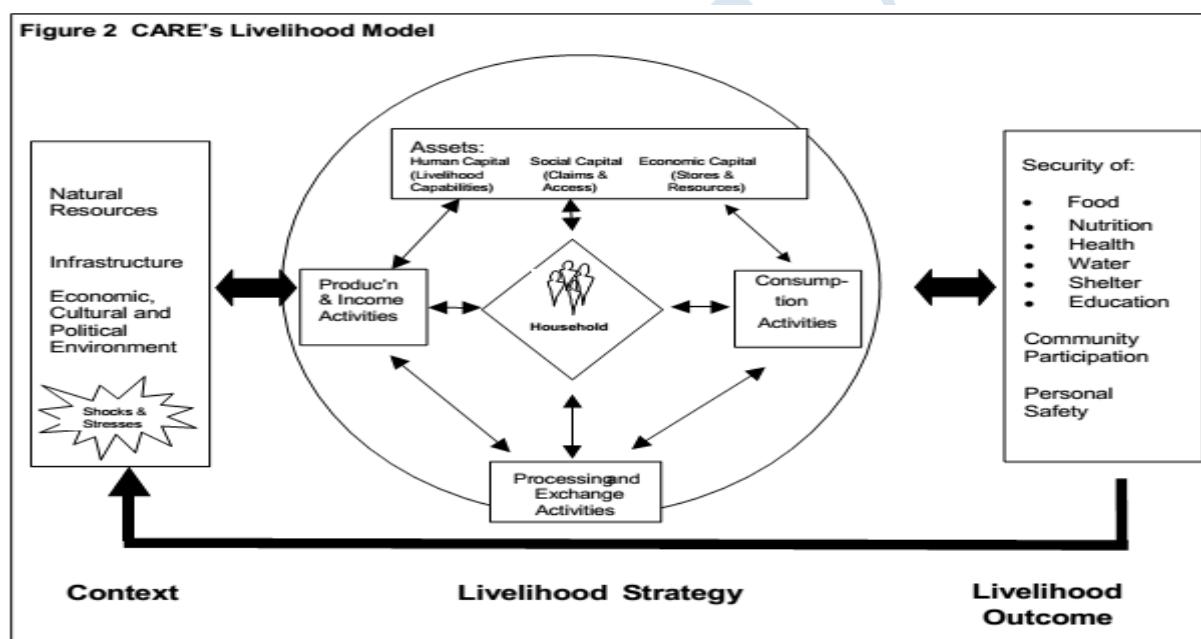 Figure 2 CARE's Livelihood Model
Natural
Resources
Infrastructure
Economic,
Cultural and
Political
Environment
Shocks &
Stresses
Assets:
Human Capital Social Capital Economic Capital
(Livelihood (Claims & (Stores &
Capabilities) Access) Resources)
Produc'n
& Income
Activities
Household
Consump-
tion
Activities
Processingand
Exchange
Activities
Security of:
• Food
• Nutrition
• Health
• Water
• Shelter
• Education
Community
Participation
Personal
Safety
Context
Livelihood Strategy
Livelihood
Outcome